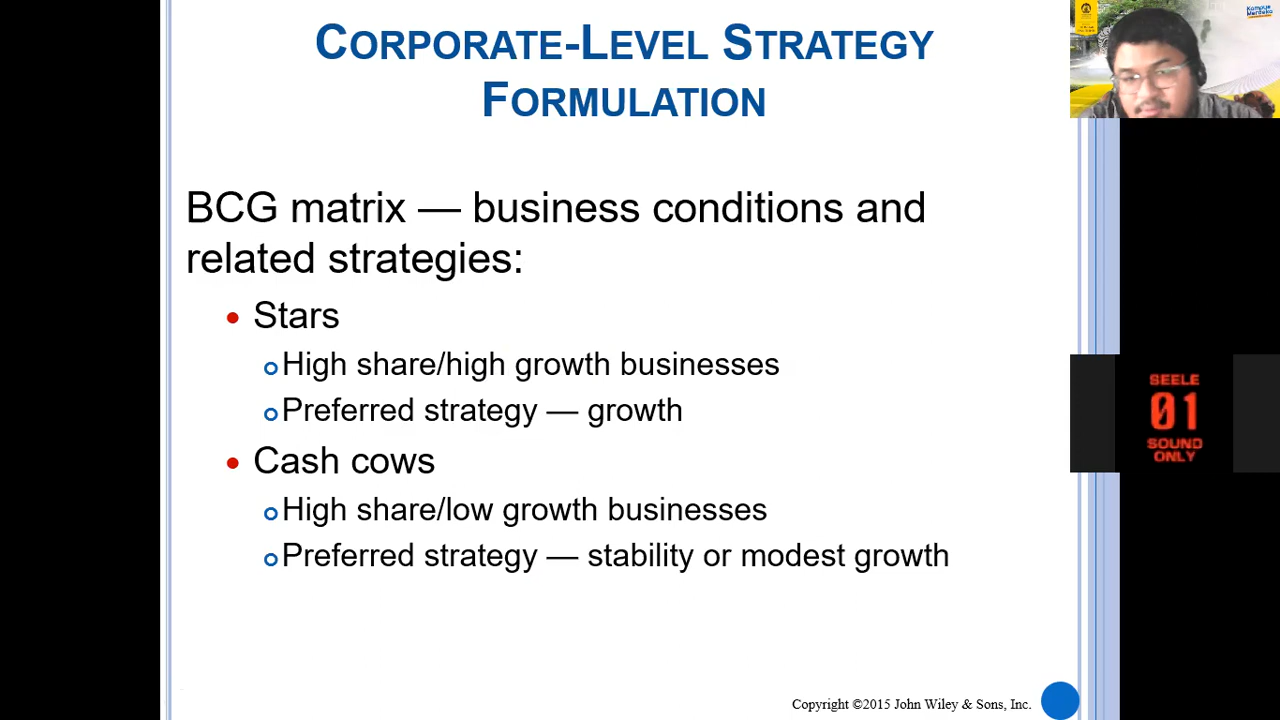 CORPORATE-LEVEL STRATEGY
FORMULATION
Kampus
Merdeka
BCG matrix — business conditions and
related strategies:
• Stars
High share/high growth businesses
Preferred strategy — growth
• Cash cows
High share/low growth businesses
Preferred strategy — stability or modest growth
SEELE
01
SOUND
ONLY
Copyright ©2015 John Wiley & Sons, Inc.